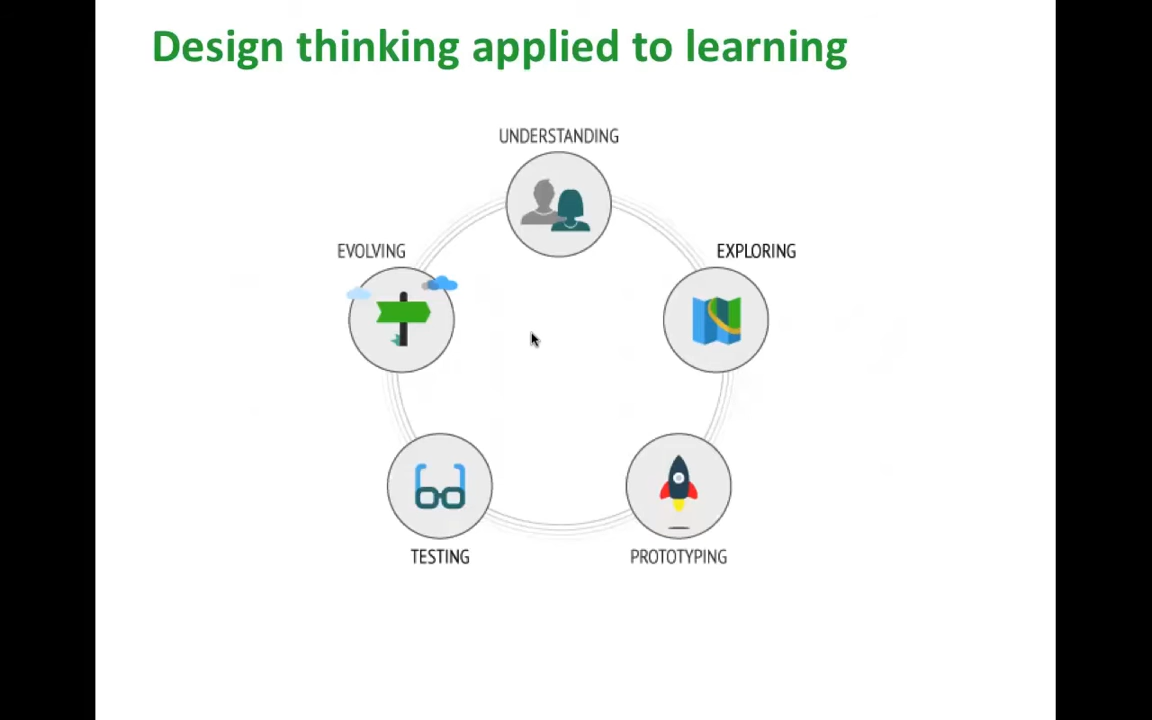 Design thinking applied to learning
UNDERSTANDING
EVOLVING
EXPLORING
TESTING
PROTOTYPING